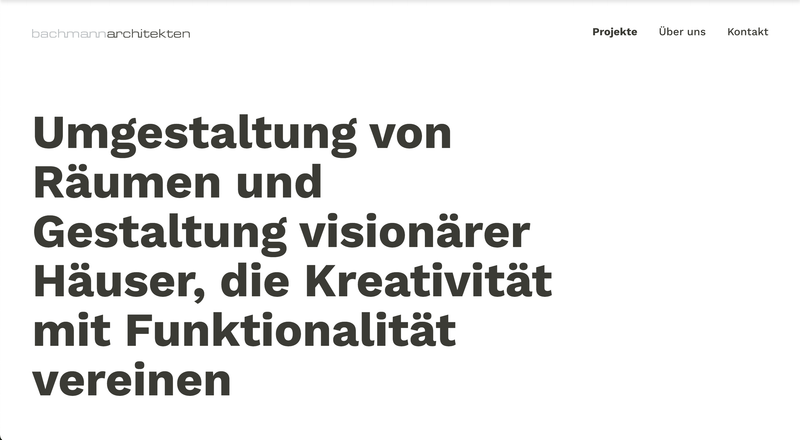 bachmannarchitekten
Projekte Über uns Kontakt
Umgestaltung von
Räumen und
Gestaltung visionärer
Häuser, die Kreativität
mit Funktionalität
vereinen